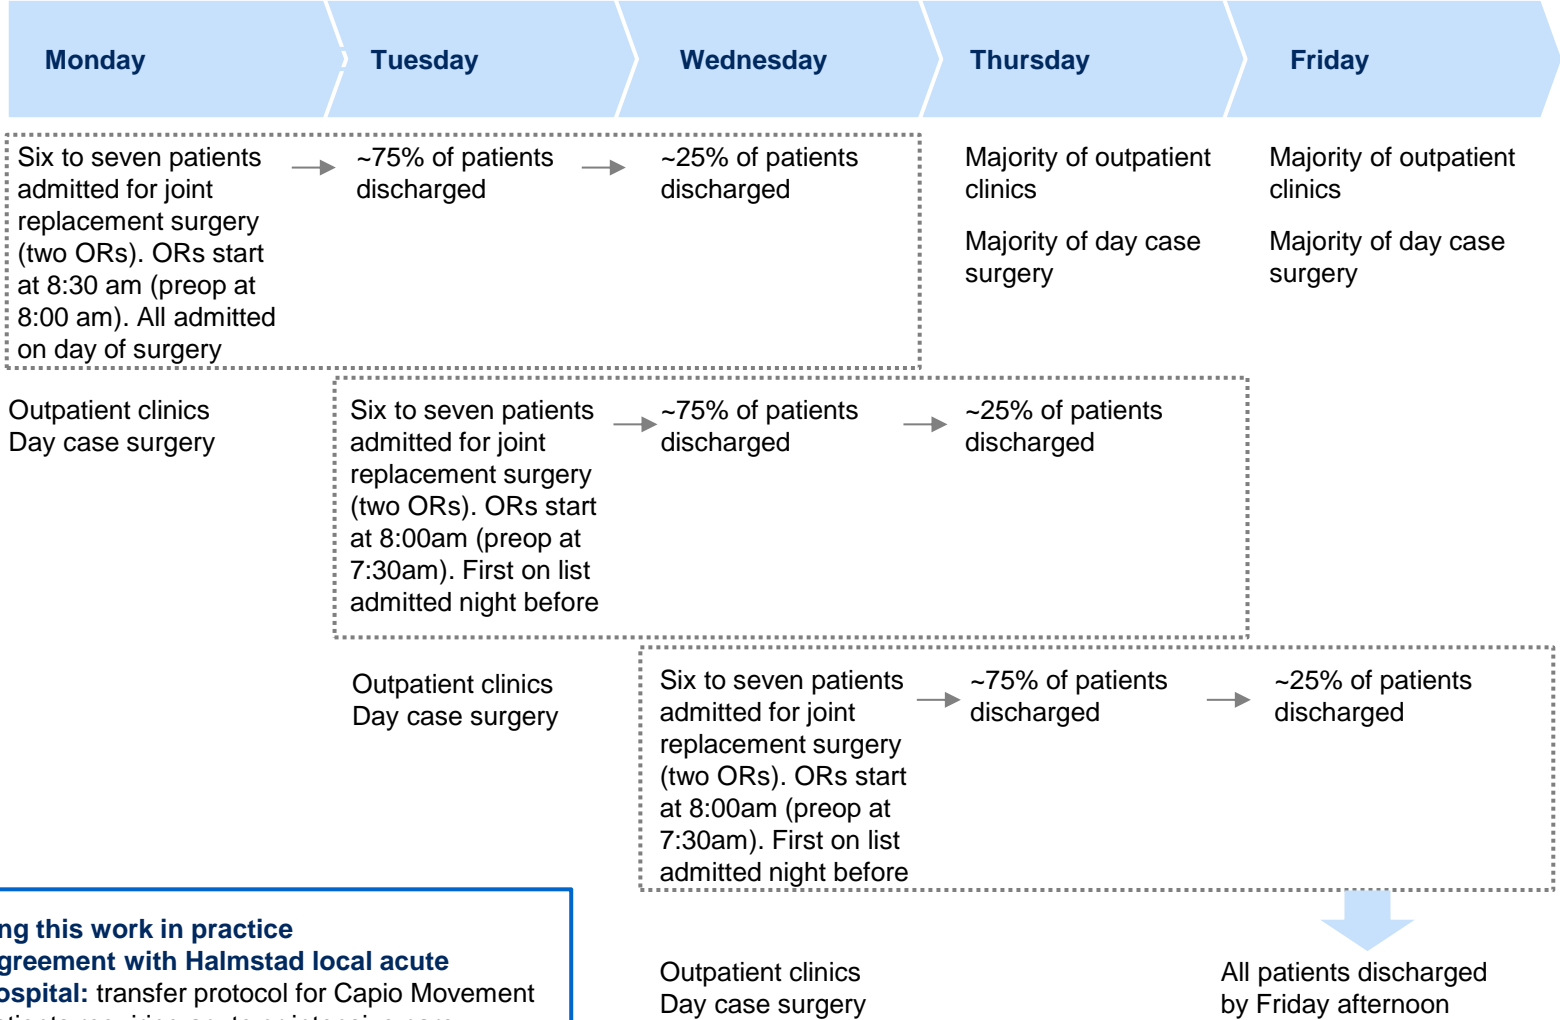 Monday
Tuesday
Wednesday
Thursday
Friday
Six to seven patients
admitted for joint
replacement surgery
(two ORs). ORs start
at 8:30 am (preop at
8:00 am). All admitted
on day of surgery
~75% of patients
discharged
~25% of patients
discharged
Majority of outpatient
clinics
Majority of day case
surgery
Majority of outpatient
clinics
Majority of day case
surgery
Outpatient clinics
Day case surgery
Six to seven patients
admitted for joint
replacement surgery
(two ORs). ORs start
at 8:00am (preop at
7:30am). First on list
admitted night before
~75% of patients
discharged
~25% of patients
discharged
Outpatient clinics
Day case surgery
Six to seven patients
admitted for joint
replacement surgery
(two ORs). ORs start
at 8:00am (preop at
7:30am). First on list
admitted night before
~75% of patients
discharged
~25% of patients
discharged
this work in practice
with Halmstad local acute
transfer protocol for Capio Movement
Outpatient clinics
Day case surgery
All patients discharged
by Friday afternoon